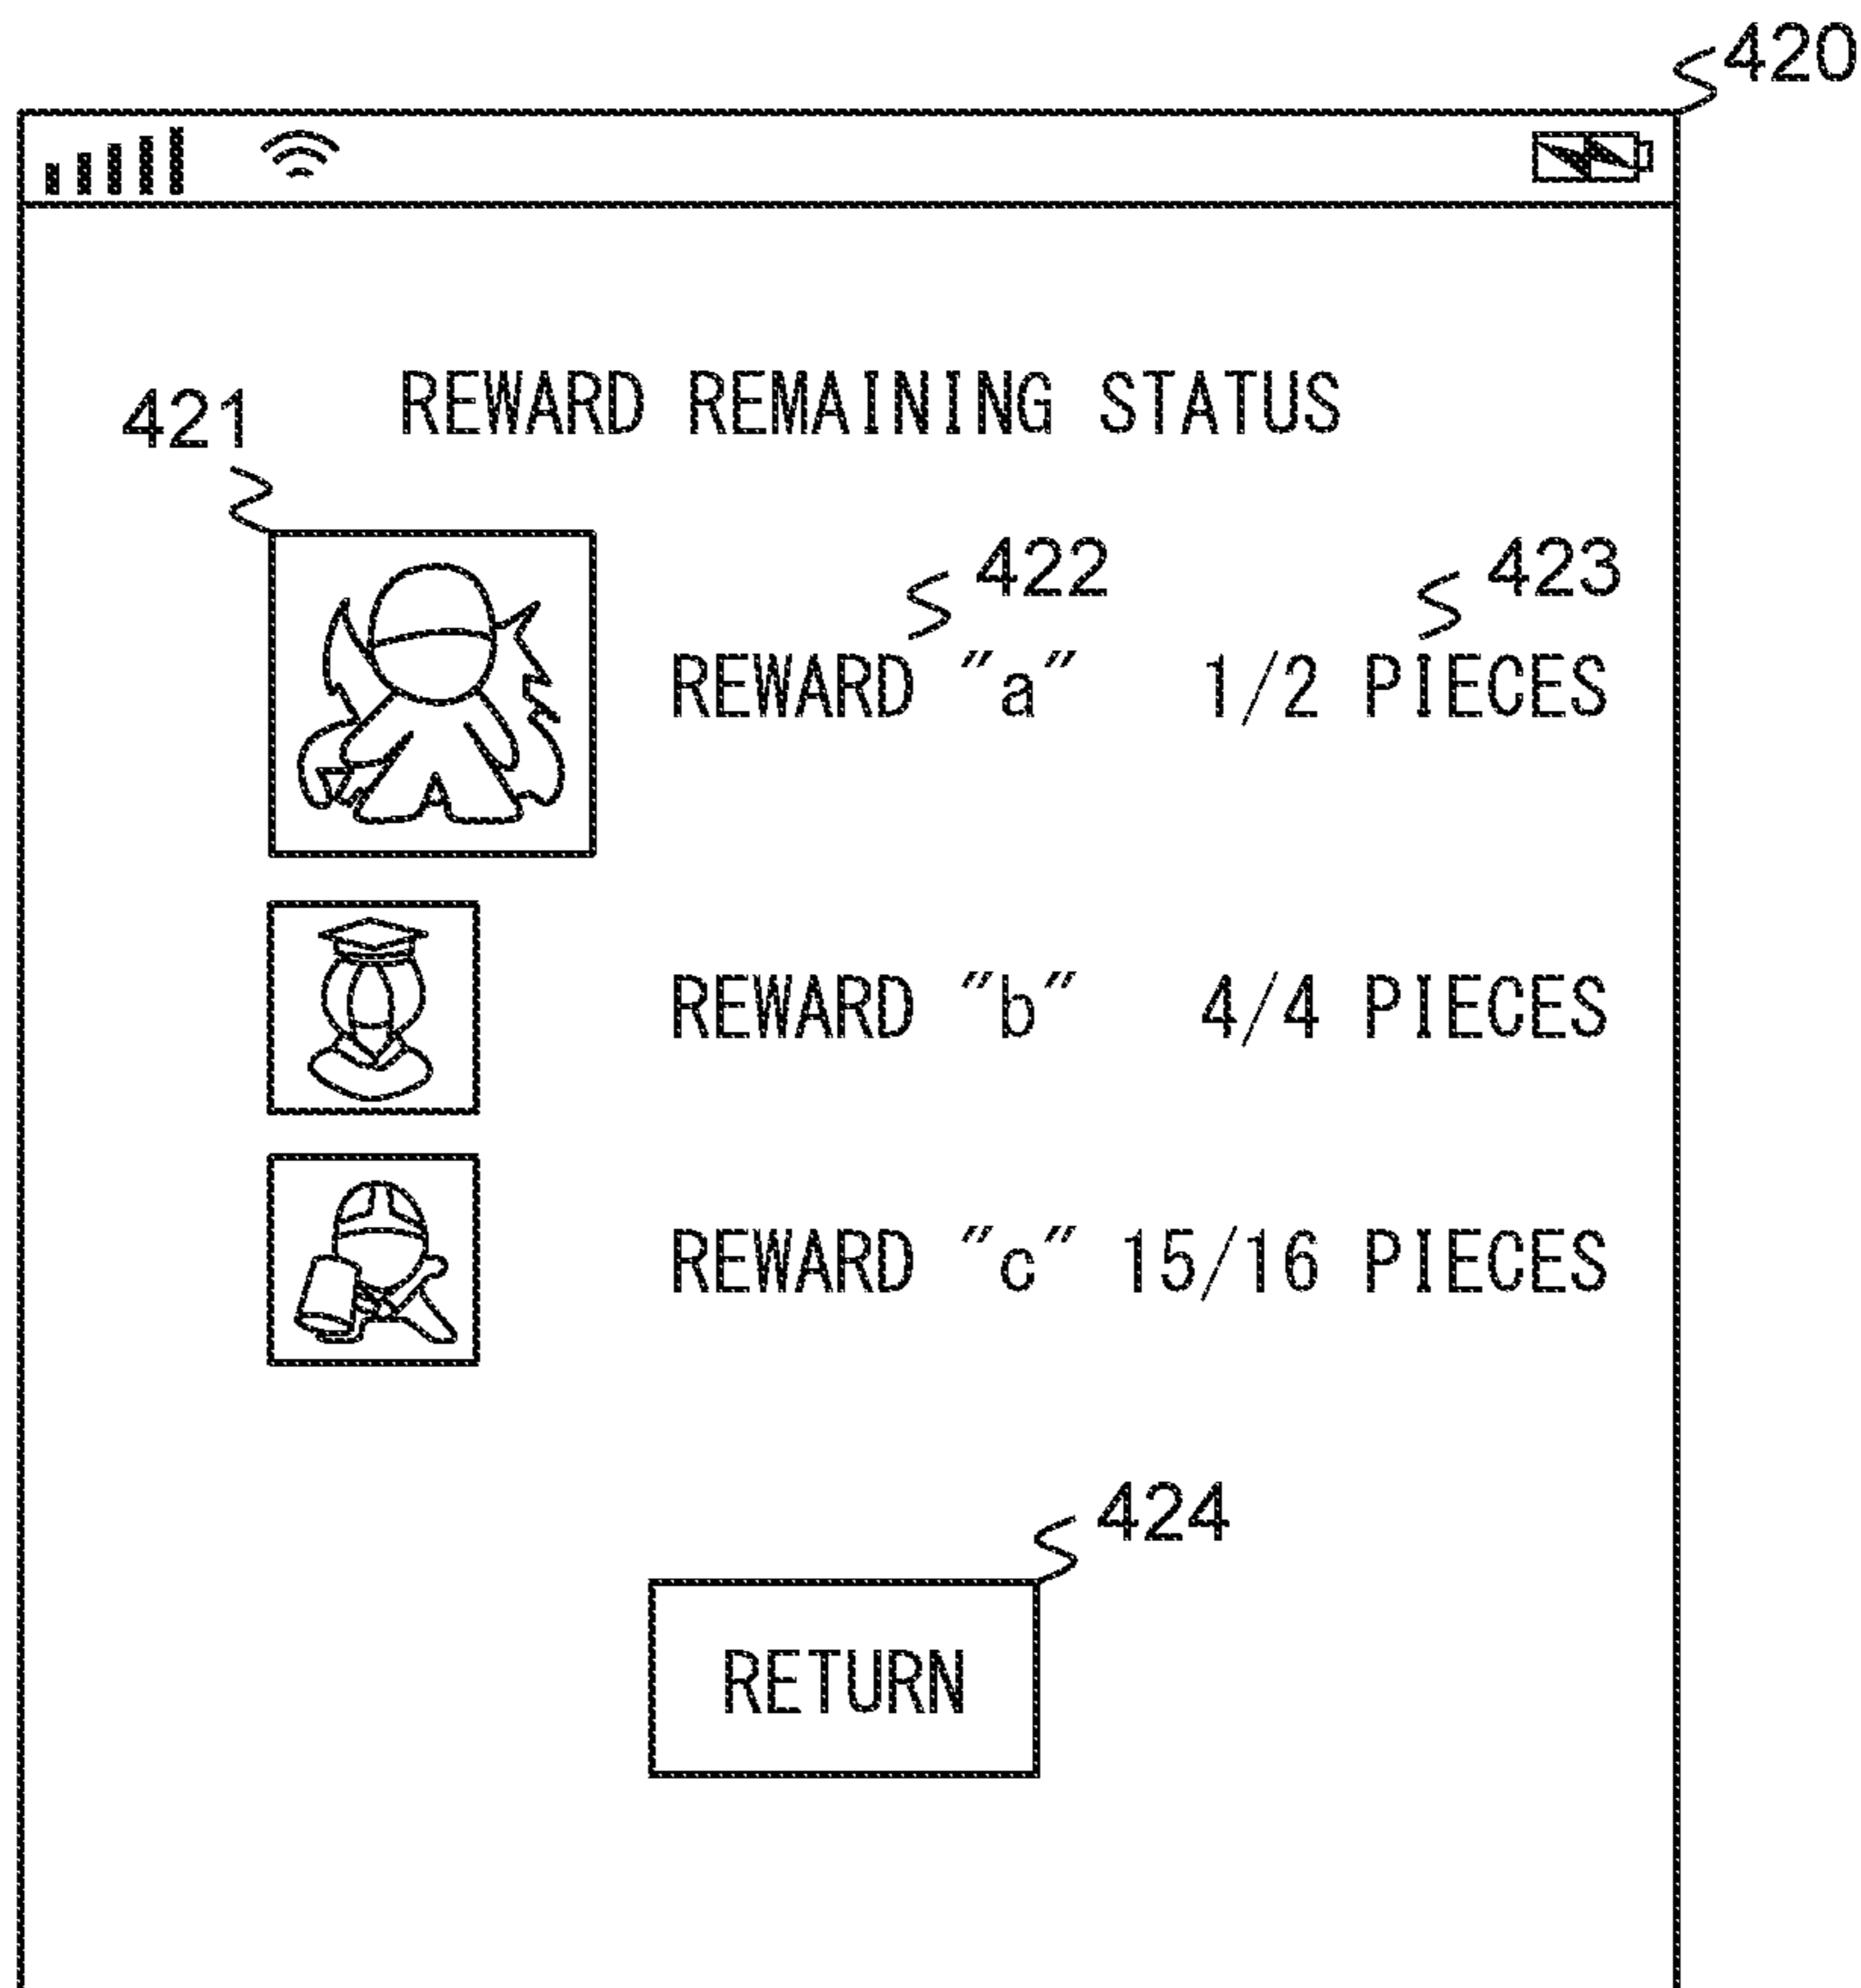 420
REWARD REMAINING STATUS
421
422
423
REWARD "a" 1/2 PIECES
REWARD "b" 4/4 PIECES
REWARD "c" 15/16 PIECES
424
RETURN